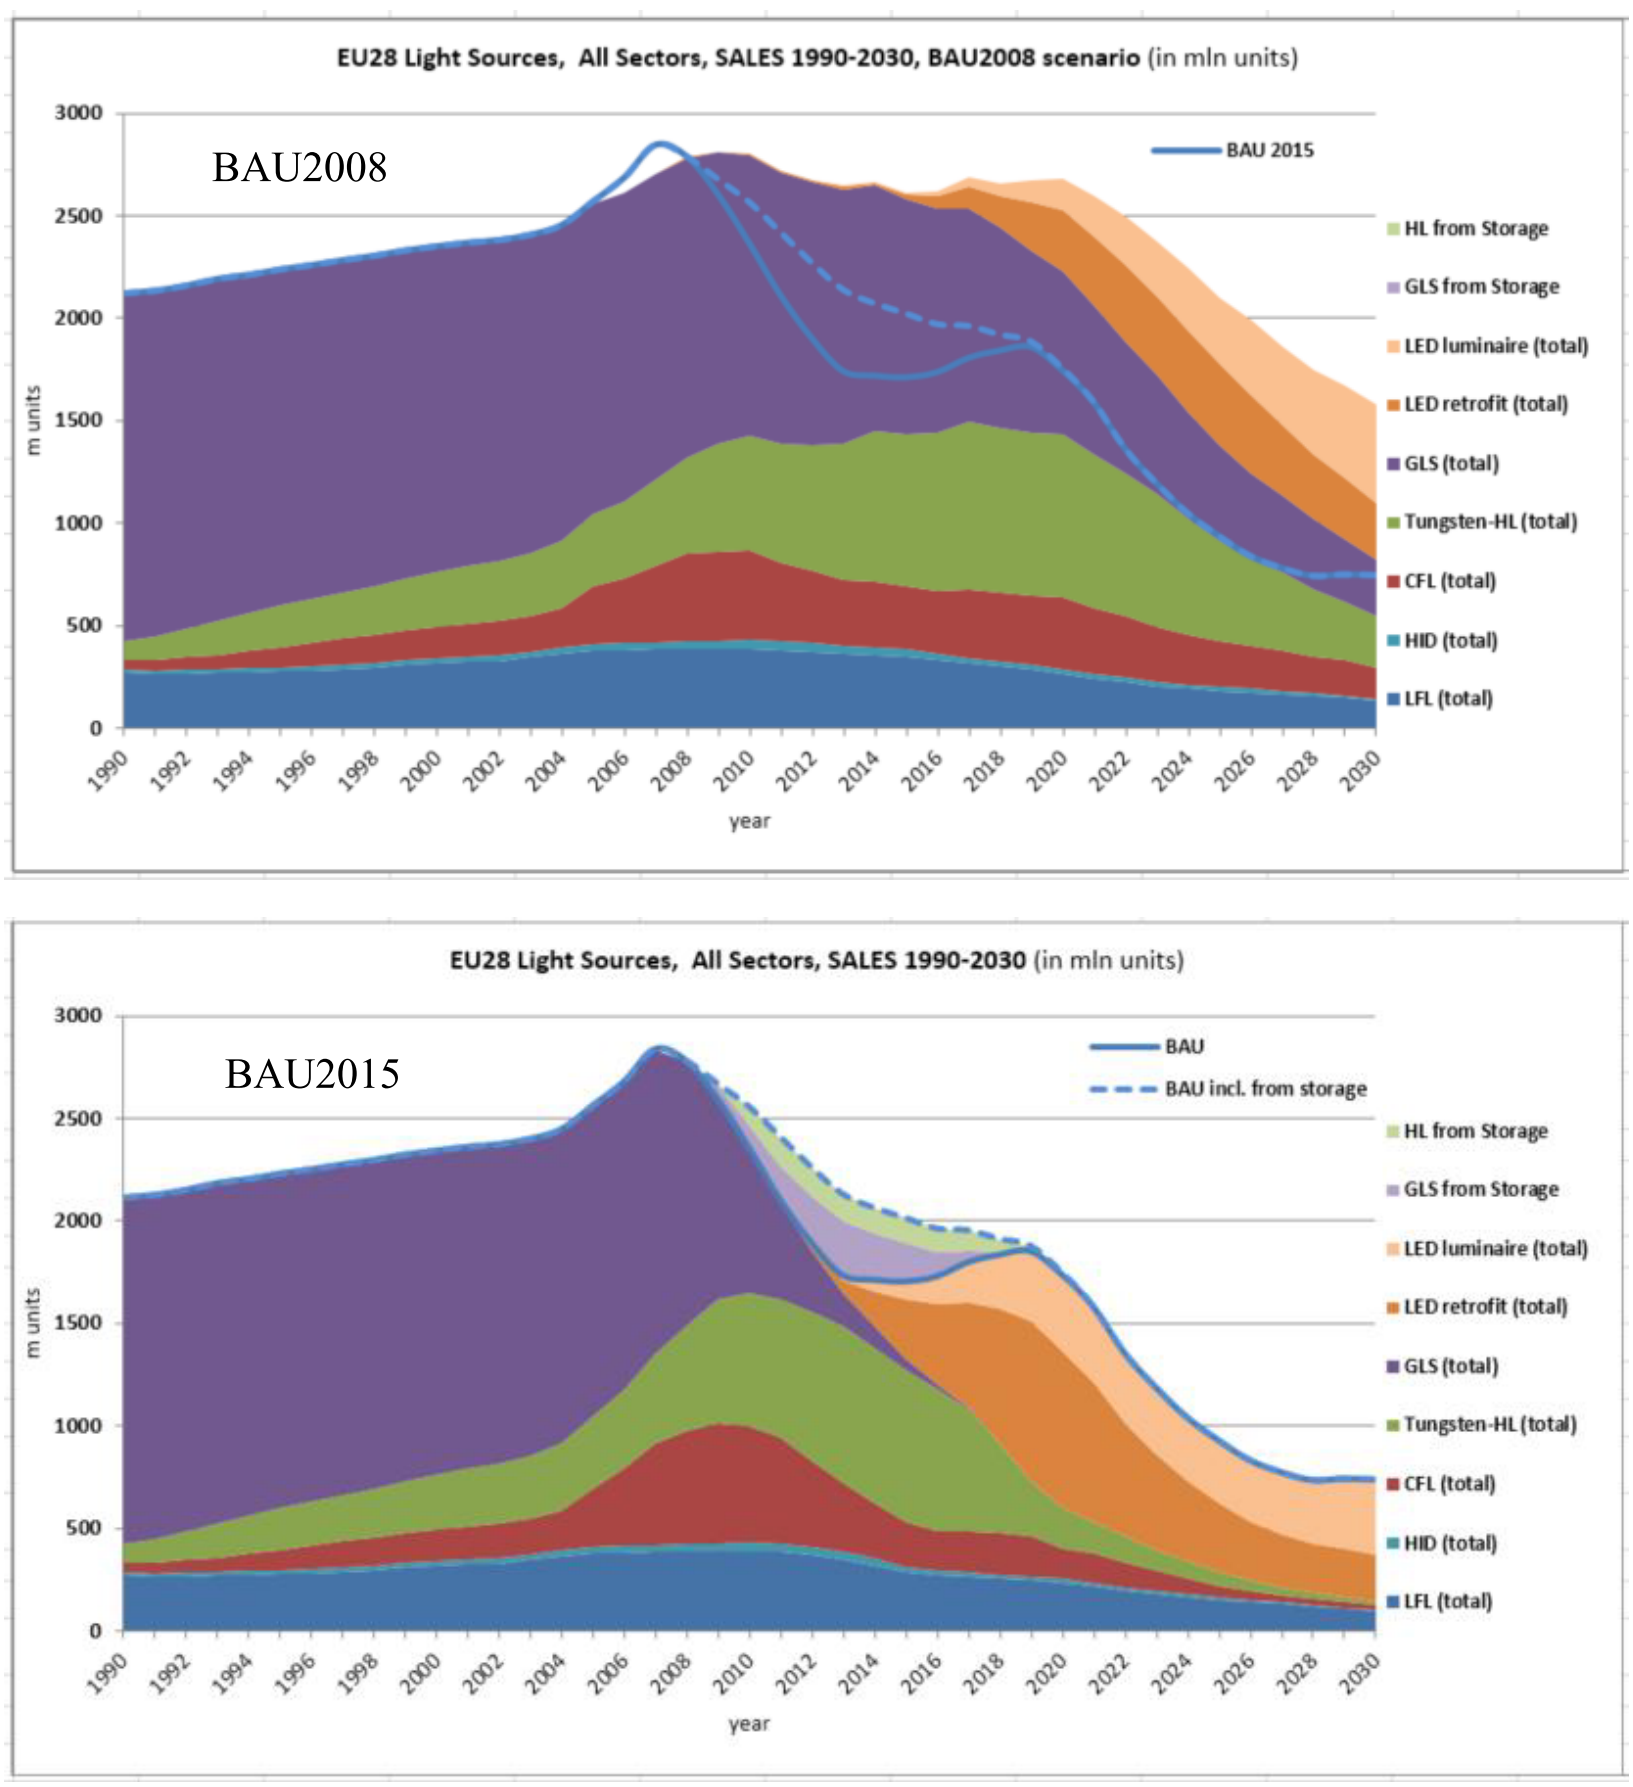 EU28 Light Sources, All Sectors, SALES 1990-2030, BAU2008 scenario (in mln units)
BAU2008
BAU 2015
3000
2500
2000
1500
1000
500
0
m units
HL from Storage
GLS from Storage
LED luminaire (total)
LED retrofit (total)
GLS (total)
Tungsten-HL (total)
CFL (total)
HID (total)
LFL (total)
1990
1992
1994
1996
1998
2000
2002
2004
2006
2008
2010
2012
2014
2016
2018
2020
2022
2024
2026
2028
2030
year
EU28 Light Sources, All Sectors, SALES 1990-2030 (in mln units)
BAU2015
BAU
BAU incl. from storage
3000
2500
2000
1500
1000
500
0
m units
HL from Storage
GLS from Storage
LED luminaire (total)
LED retrofit (total)
GLS (total)
Tungsten-HL (total)
CFL (total)
HID (total)
LFL (total)
1990
1992
1994
1996
1998
2000
2002
2004
2006
2008
2010
2012
2014
2016
2018
2020
2022
2024
2026
2028
2030
year